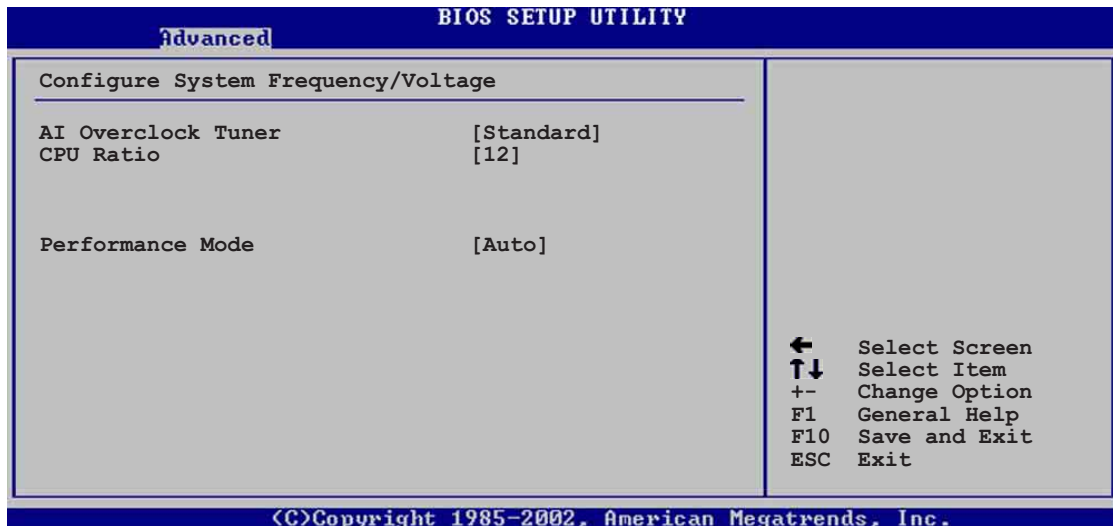 BIOS SETUP UTILITY
Advanced
Configure System Frequency/Voltage
AI Overclock Tuner [Standard]
CPU Ratio [12]
Performance Mode [Auto]
← Select Screen
↑↓ Select Item
+- Change Option
F1 General Help
F10 Save and Exit
ESC Exit
(C)Copyright 1985-2002, American Megatrends, Inc.